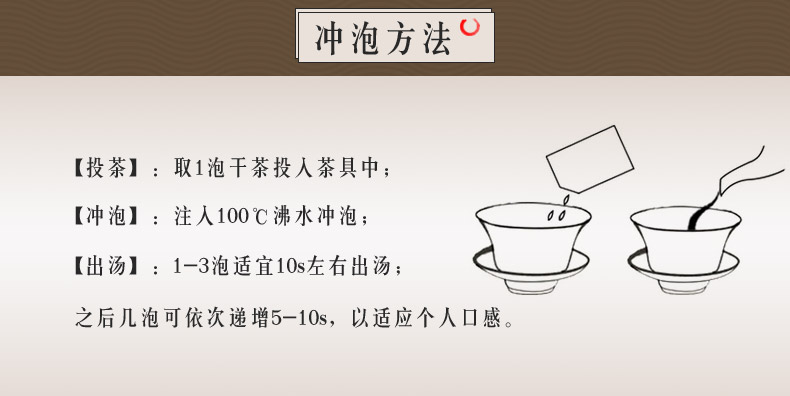 冲泡方法
【投茶】：取1泡干茶投入茶具中；
【冲泡】：注入100℃沸水冲泡；
【出汤】：1-3泡适宜10s左右出汤；
之后几泡可依次递增5-10s，以适应个人口感。